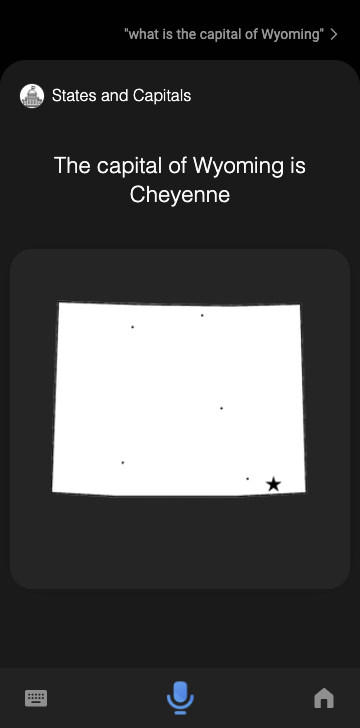 "what is the capital of Wyoming"
States and Capitals
The capital of Wyoming is
Cheyenne